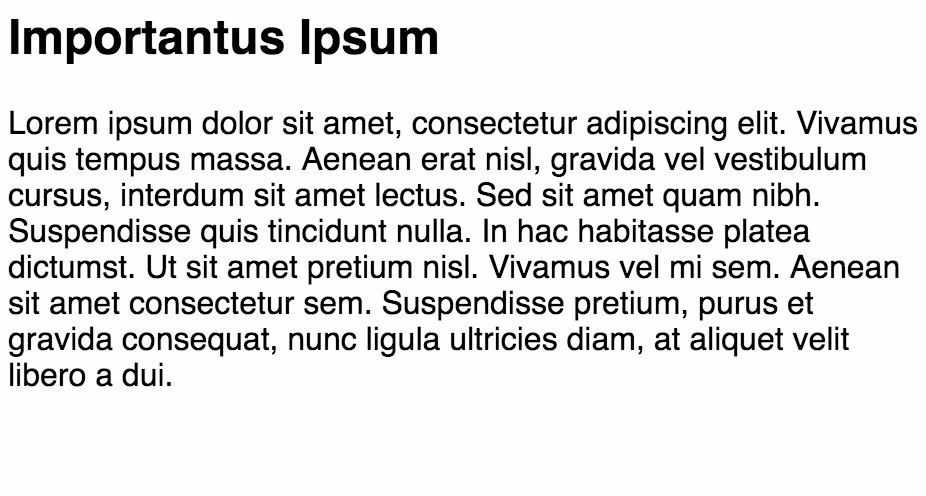 Importantus Ipsum
Lorem ipsum dolor sit amet, consectetur adipiscing elit. Vivamus
quis tempus massa. Aenean erat nisl, gravida vel vestibulum
cursus, interdum sit amet lectus. Sed sit amet quam nibh.
Suspendisse quis tincidunt nulla. In hac habitasse platea
dictumst. Ut sit amet pretium nisl. Vivamus vel mi sem. Aenean
sit amet consectetur sem. Suspendisse pretium, purus et
gravida consequat, nunc ligula ultricies diam, at aliquet velit
libero a dui.